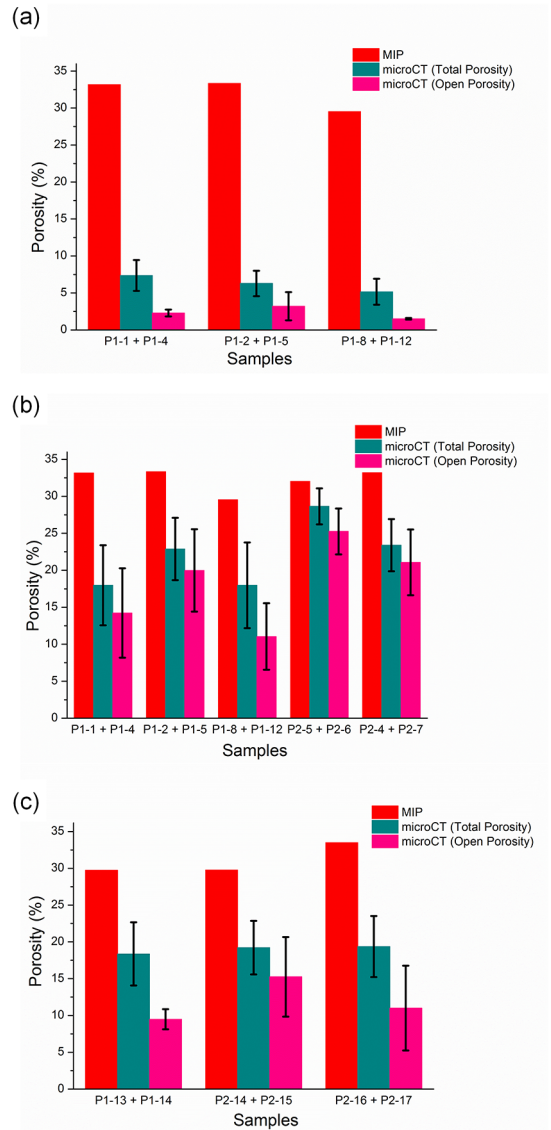 (a)
MIP
microCT (Total Porosity)
microCT (Open Porosity)
35
30
25
20
15
10
5
0
Porosity (%)
P1-1 + P1-4
P1-2 + P1-5
P1-8 + P1-12
Samples
(b)
MIP
microCT (Total Porosity)
microCT (Open Porosity)
35
30
25
20
15
10
5
0
Porosity (%)
P1-1 + P1-4
P1-2 + P1-5
P1-8 + P1-12
P2-5 + P2-6
P2-4 + P2-7
Samples
(c)
MIP
microCT (Total Porosity)
microCT (Open Porosity)
35
30
25
20
15
10
5
0
Porosity (%)
P1-13 + P1-14
P2-14 + P2-15
P2-16 + P2-17
Samples